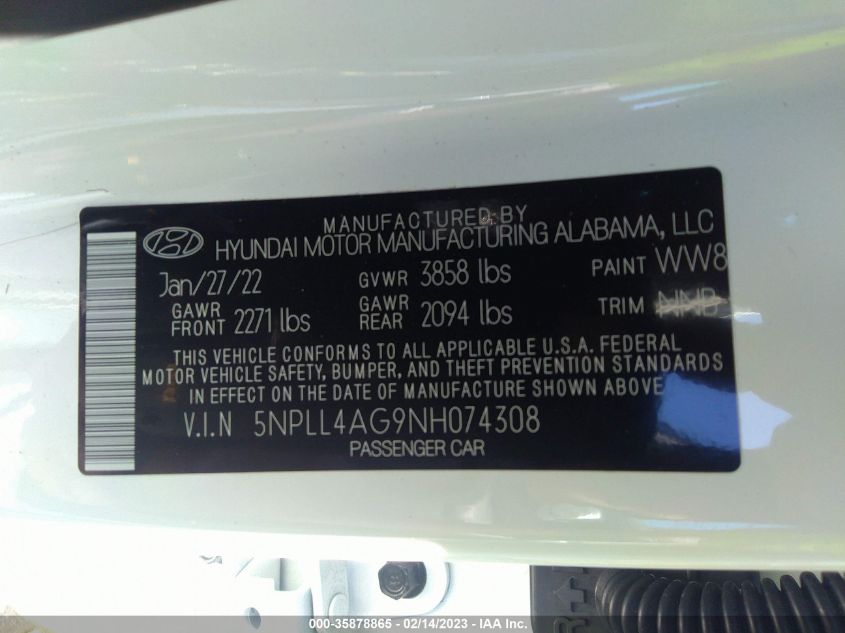 MANUFACTURED BY
HYUNDAI MOTOR MANUFACTURING ALABAMA, LLC
Jan/27/22 GVWR 3858 lbs PAINT WW8
GAWR FRONT 2271 lbs GAWR REAR 2094 lbs TRIM NNB
THIS VEHICLE CONFORMS TO ALL APPLICABLE U.S.A. FEDERAL
MOTOR VEHICLE SAFETY, BUMPER, AND THEFT PREVENTION STANDARDS
IN EFFECT ON THE DATE OF MANUFACTURE SHOWN ABOVE
V.I.N 5NPLL4AG9NH074308
PASSENGER CAR
000-35878865 - 02/14/2023 - IAA Inc.